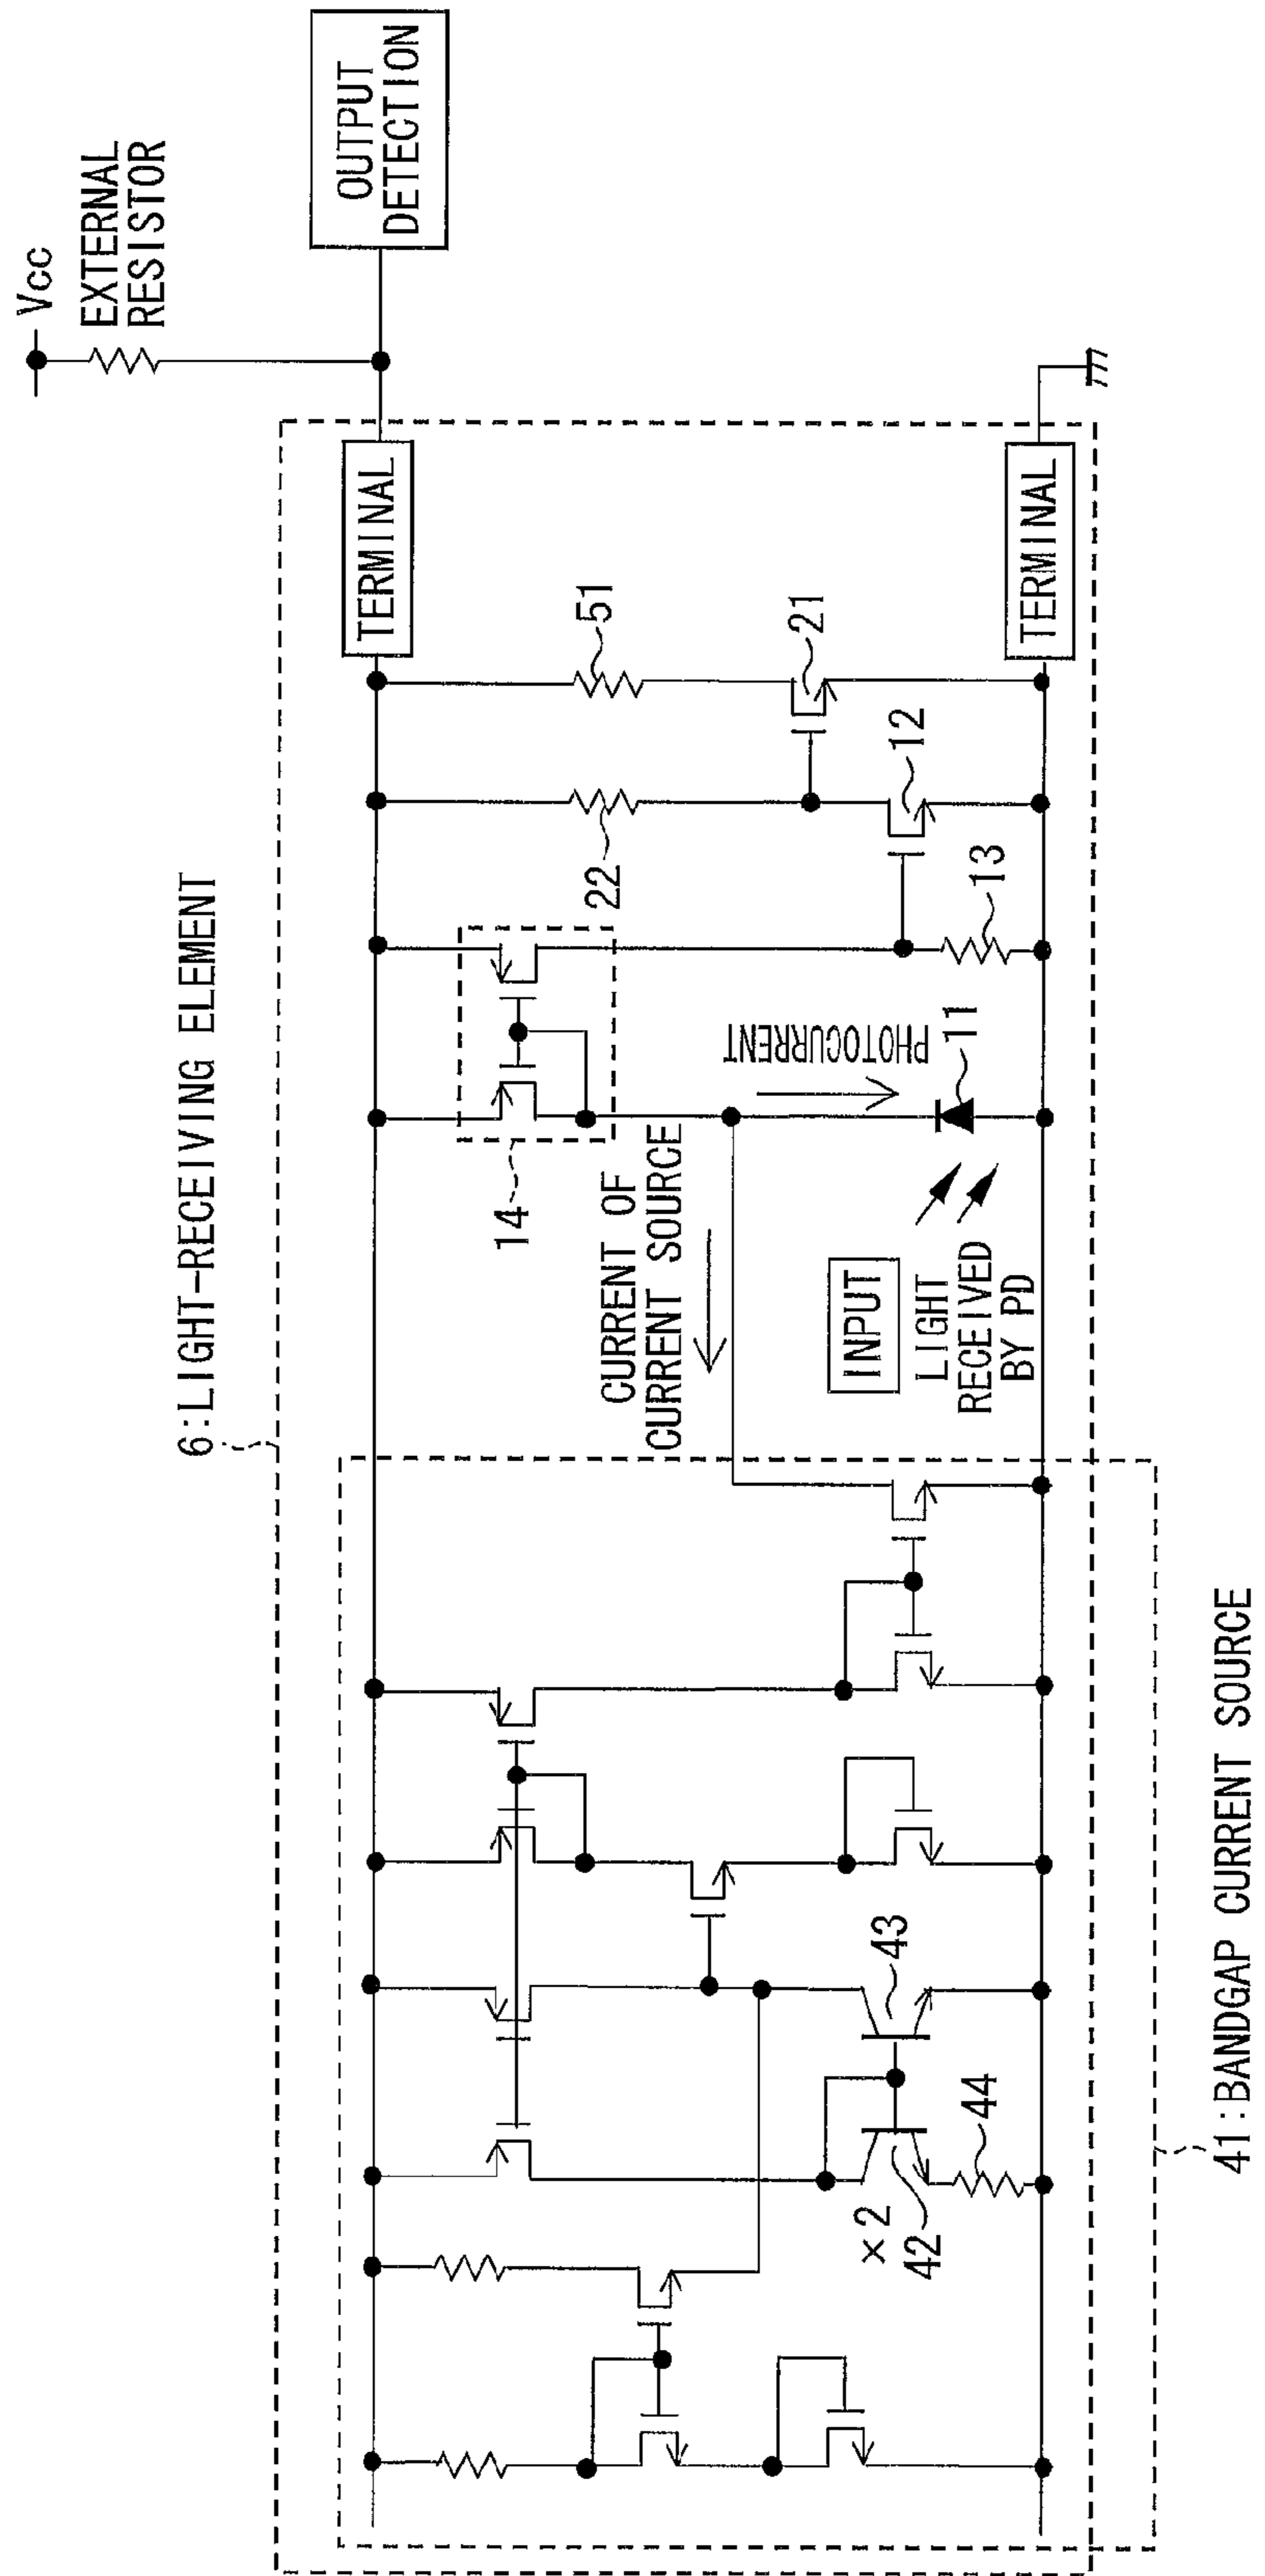 Vcc
EXTERNAL
RESISTOR
OUTPUT
DETECTION
6:LIGHT-RECEIVING ELEMENT
TERMINAL
51
21
22
12
13
14
PHOTOCURRENT
11
CURRENT OF
CURRENT SOURCE
INPUT
LIGHT
RECEIVED
BY PD
TERMINAL
43
×2
42
44
41:BANDGAP CURRENT SOURCE